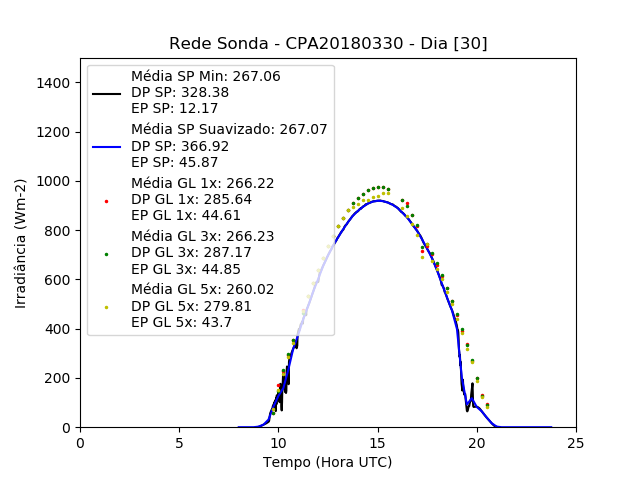 Rede Sonda - CPA20180330 - Dia [30]
Média SP Min: 267.06
DP SP: 328.38
EP SP: 12.17
Média SP Suavizado: 267.07
DP SP: 366.92
EP SP: 45.87
Média GL 1x: 266.22
DP GL 1x: 285.64
EP GL 1x: 44.61
Média GL 3x: 266.23
DP GL 3x: 287.17
EP GL 3x: 44.85
Média GL 5x: 260.02
DP GL 5x: 279.81
EP GL 5x: 43.7
Irradiância (Wm-2)
1400
1200
1000
800
600
400
200
0
0 5 10 15 20 25
Tempo (Hora UTC)